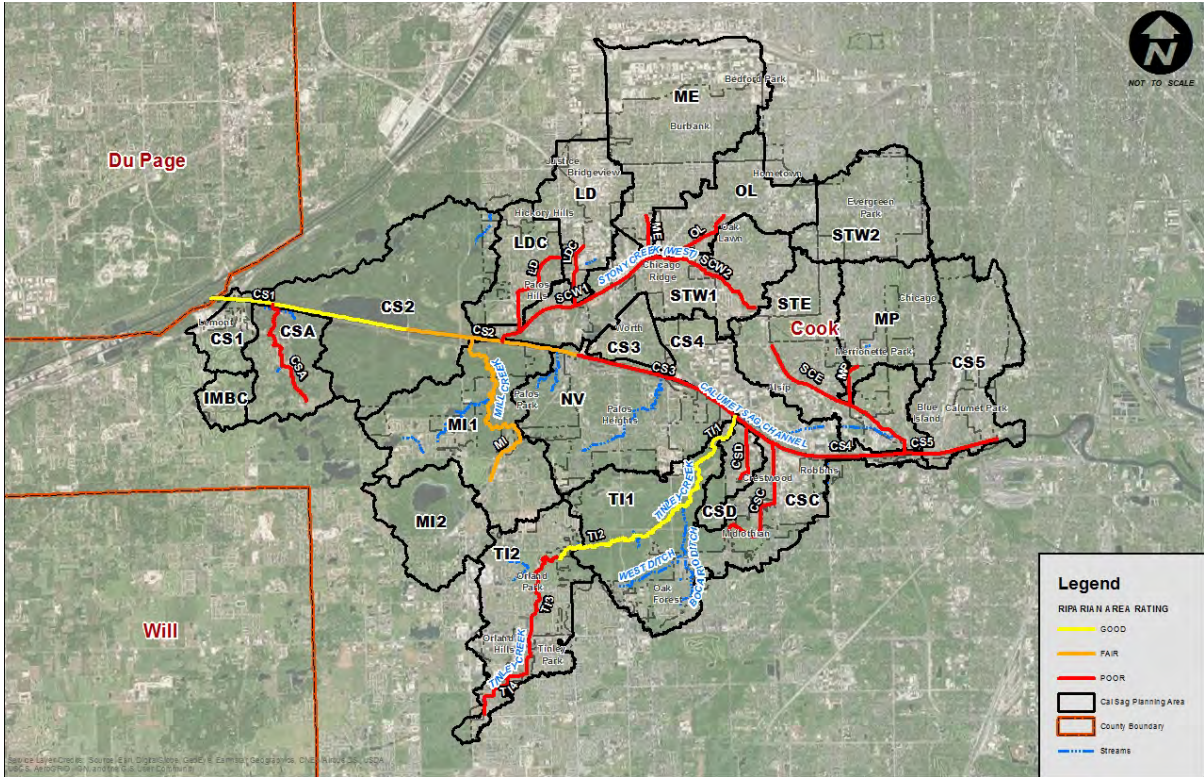 N
NOT TO SCALE
ME
Bedford Park
Burbank
Du Page
Justice
Bridgeview
LD
Hometown
OL
Evergreen
Park
Hickory Hills
LDC
ME
OL
Oak
Lawn
STW2
LD
LDC
Palos
Hills
STONY CREEK (WEST)
Chicago
Ridge
SCW2
SCW1
STW1
CS1
CS2
STE
Chicago
Cook
MP
Lemont
CS1
CSA
CS2
Worth
CS3
CS4
Merrionette Park
CS5
CSA
CS3
SCE
MP
Alsip
IMBC
MILL CREEK
Palos
Park
NV
Palos
Heights
CALUMET SAG CHANNEL
Blue
Island
Calumet Park
MI1
MI
TI1
CS4
CS5
CSD
Crestwood
Robbins
CSC
CSC
TI1
TINLEY CREEK
CSD
MI2
Midlothian
TI2
TI2
WEST DITCH
BOCA RIO DITCH
Orland
Park
TI3
Oak
Forest
Will
Orland
Hills
TINLEY CREEK
Tinley
Park
TI4
Legend
RIPARIAN AREA RATING
GOOD
FAIR
POOR
Cal Sag Planning Area
County Boundary
Streams